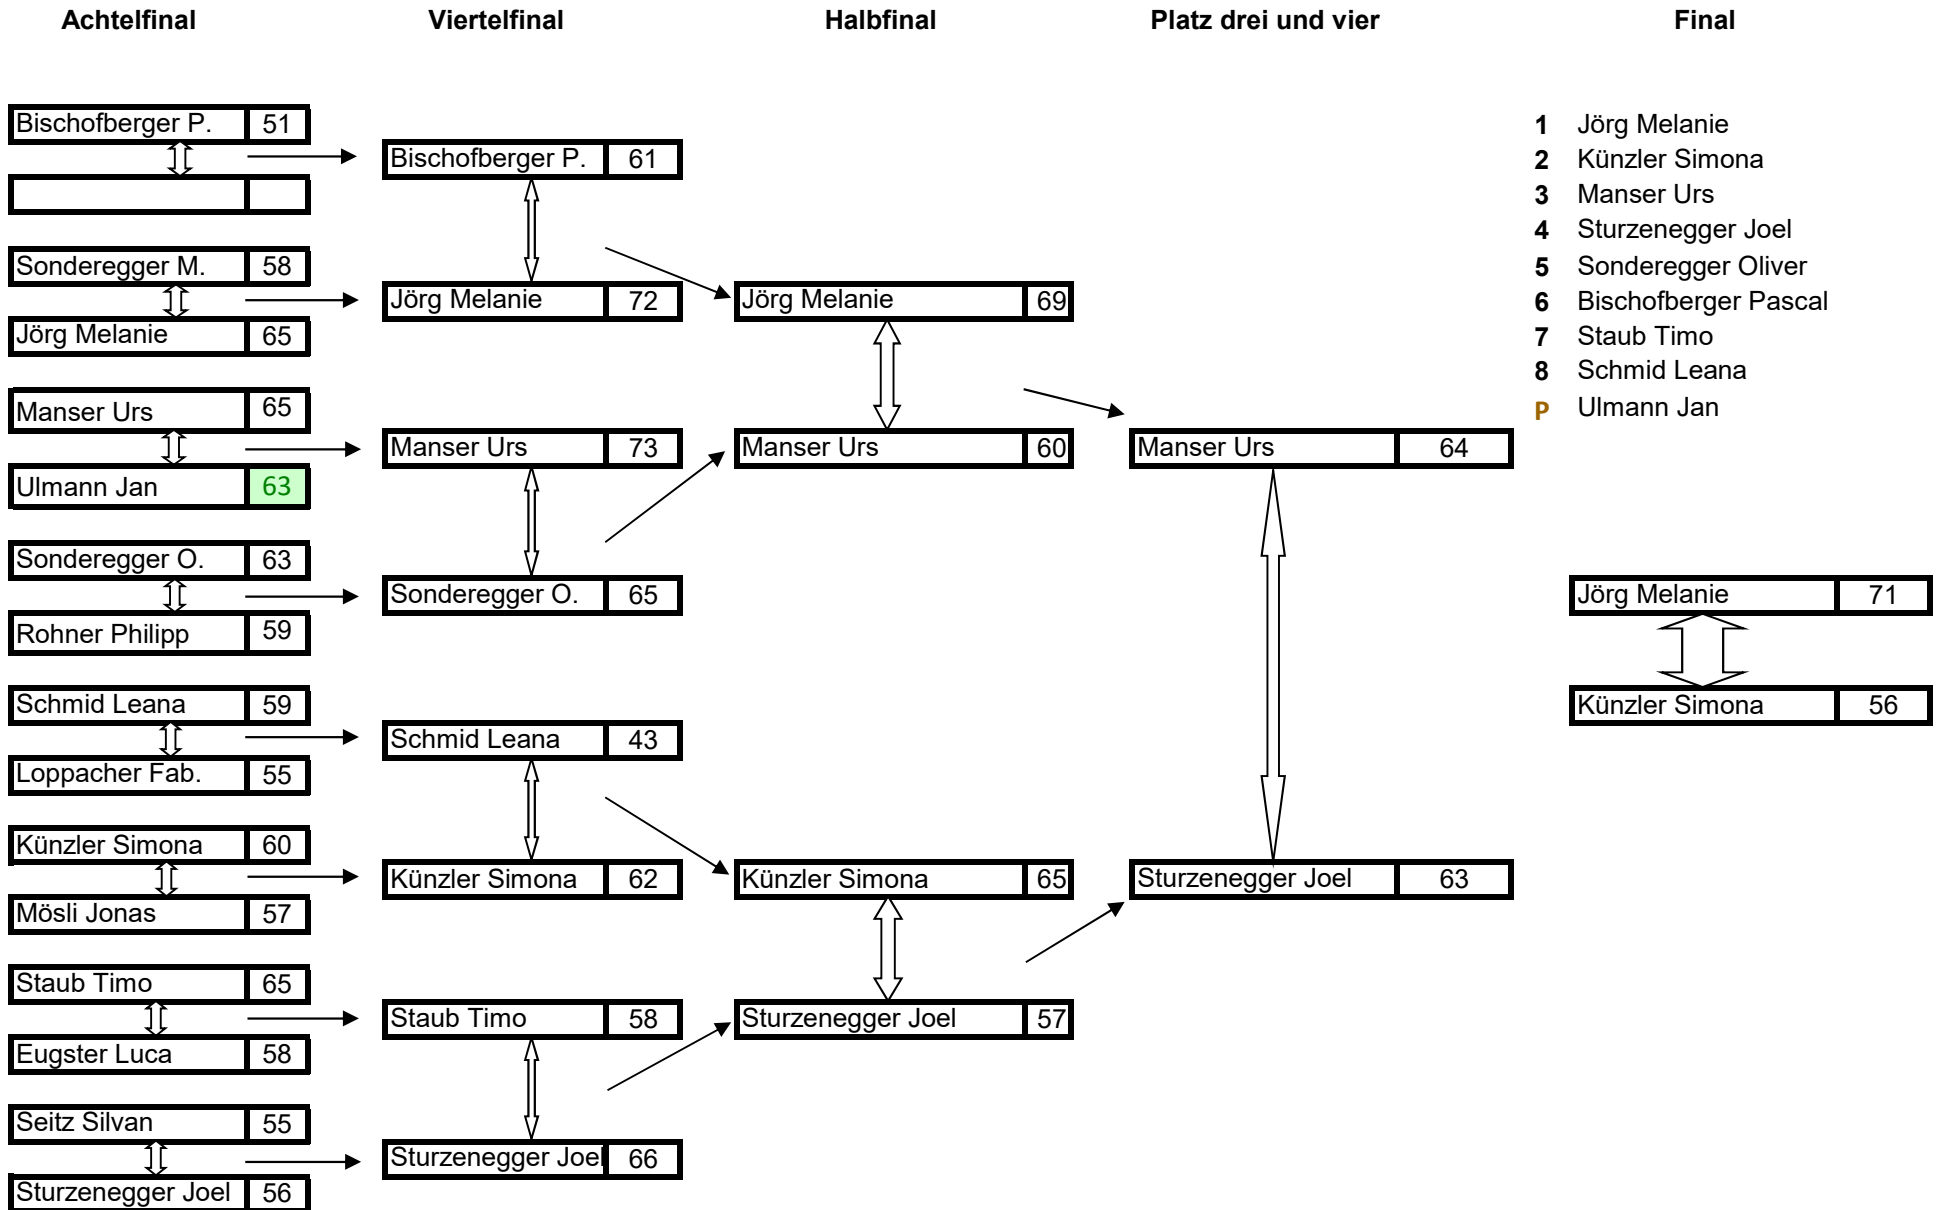 Achtelfinal
Viertelfinal
Halbfinal
Platz drei und vier
Final
Bischofberger P. 51
Sonderegger M. 58
Jörg Melanie 65
Manser Urs 65
Ulmann Jan 63
Sonderegger O. 63
Rohner Philipp 59
Schmid Leana 59
Loppacher Fab. 55
Künzler Simona 60
Mösli Jonas 57
Staub Timo 65
Eugster Luca 58
Seitz Silvan 55
Sturzenegger Joel 56
Bischofberger P. 61
Jörg Melanie 72
Manser Urs 73
Sonderegger O. 65
Schmid Leana 43
Künzler Simona 62
Staub Timo 58
Sturzenegger Joel 66
Jörg Melanie 69
Manser Urs 60
Künzler Simona 65
Sturzenegger Joel 57
Manser Urs 64
Sturzenegger Joel 63
1 Jörg Melanie
2 Künzler Simona
3 Manser Urs
4 Sturzenegger Joel
5 Sonderegger Oliver
6 Bischofberger Pascal
7 Staub Timo
8 Schmid Leana
P Ulmann Jan
Jörg Melanie 71
Künzler Simona 56